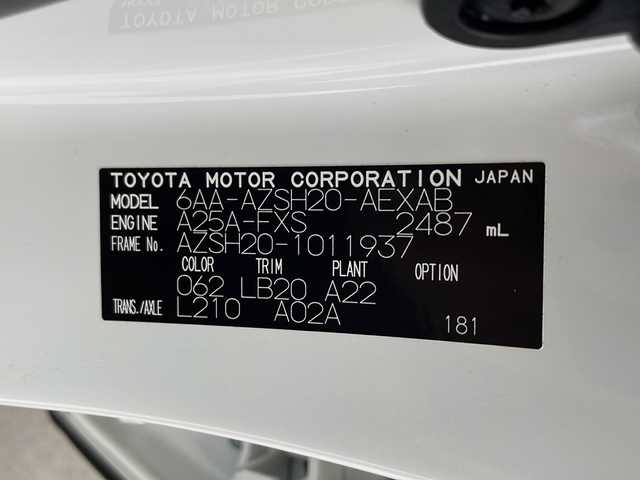 TOYOTA MOTOR CORPORATION JAPAN
MODEL 6AA-AZSH20-AEXAB
ENGINE A25A-FXS 2487 mL
FRAME No. AZSH20-1011937
COLOR TRIM PLANT OPTION
062 LB20 A22
TRANS./AXLE L210 A02A
181